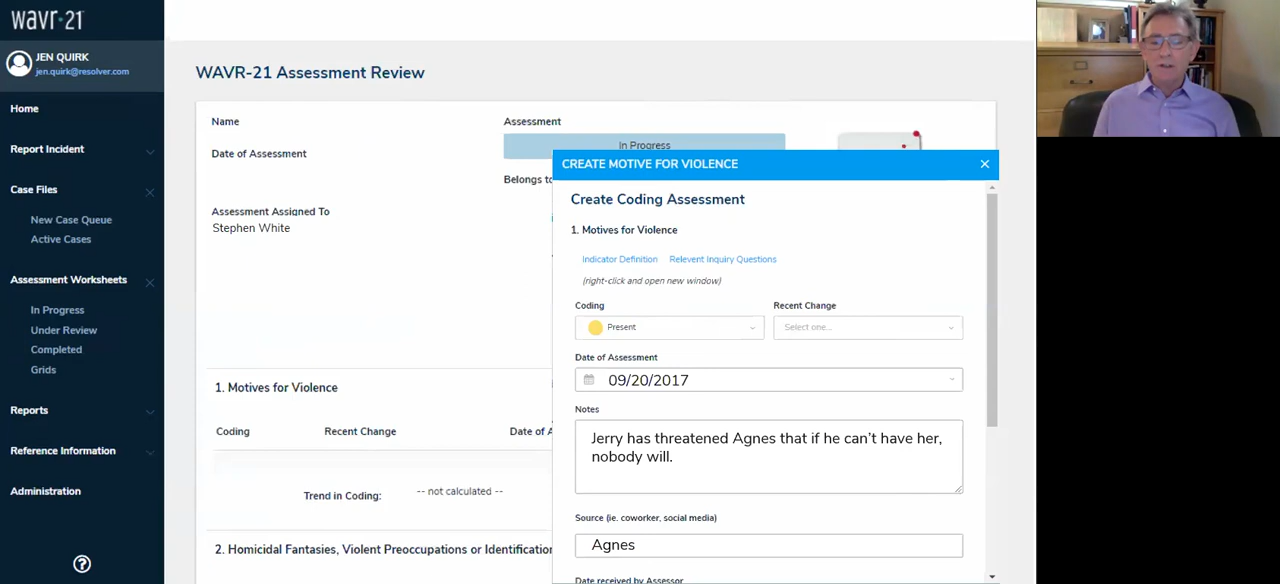 wavr-21
JEN QUIRK
jen.quirk@resolver.com
Home
Report Incident
Case Files
New Case Queue
Active Cases
Assessment Worksheets
In Progress
Under Review
Completed
Grids
Reports
Reference Information
Administration
?
WAVR-21 Assessment Review
Name
Assessment
In Progress
Date of Assessment
Belongs to
Assessment Assigned To
Stephen White
1. Motives for Violence
Coding Recent Change Date of A
Trend in Coding: -- not calculated --
2. Homicidal Fantasies, Violent Preoccupations or Identification
CREATE MOTIVE FOR VIOLENCE
Create Coding Assessment
1. Motives for Violence
Indicator Definition Relevent Inquiry Questions
(right-click and open new window)
Coding Recent Change
Present Select one...
Date of Assessment
09/20/2017
Notes
Jerry has threatened Agnes that if he can't have her,
nobody will.
Source (ie. coworker, social media)
Agnes
Date received by Assessor